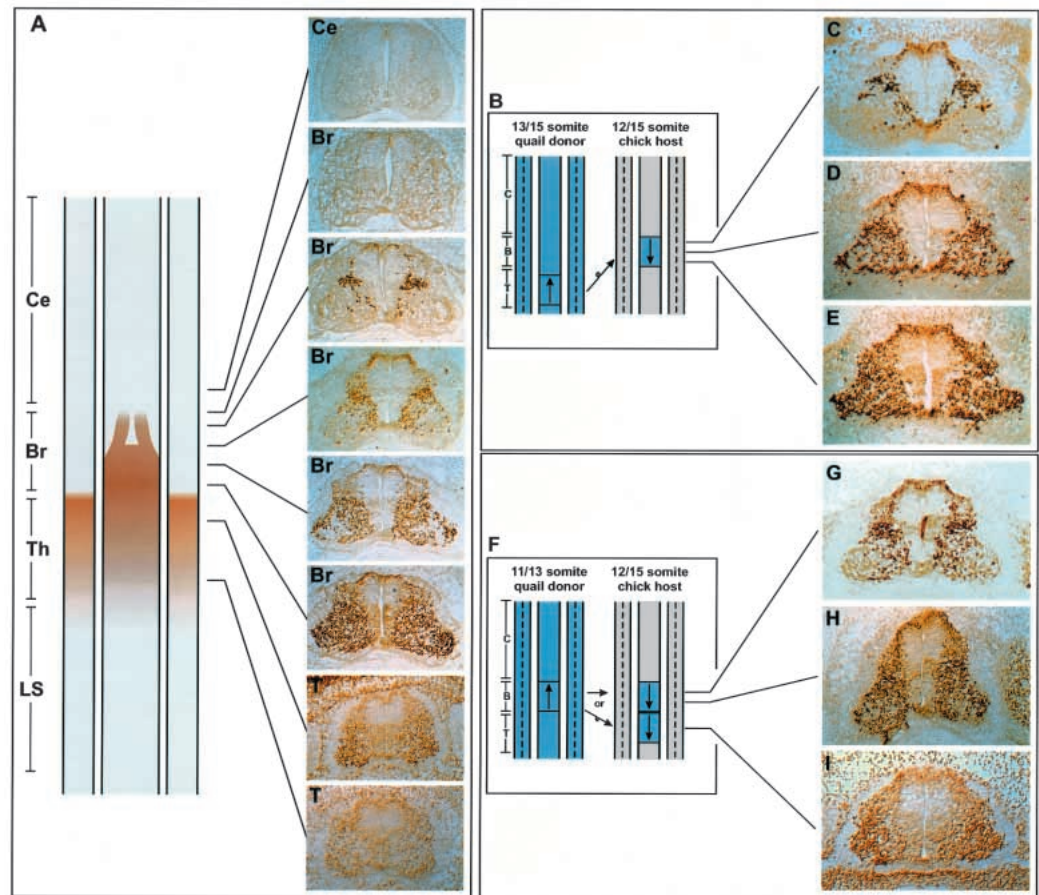 A
Ce
Br
Th
LS
Ce
Br
Br
Br
Br
Br
T
T
B
13/15 somite
quail donor
12/15 somite
chick host
C
B
T
C
D
E
F
11/13 somite
quail donor
12/15 somite
chick host
C
B
T
or
G
H
I